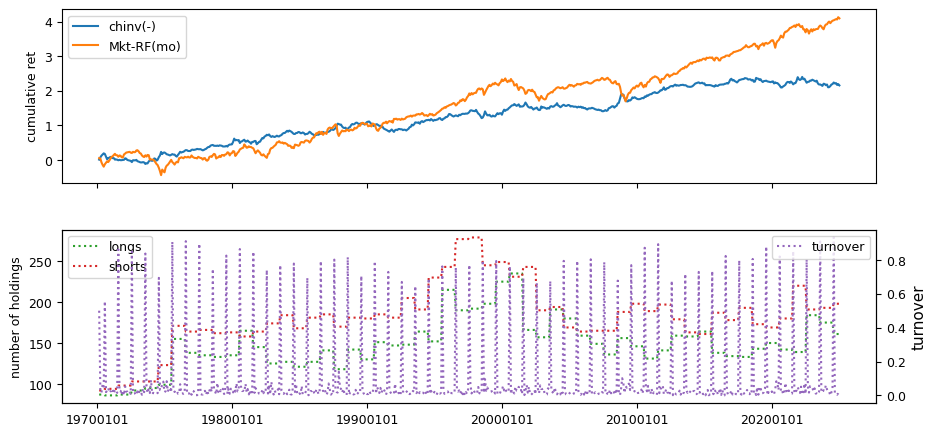 chinv(-)
Mkt-RF(mo)
cumulative ret
4
3
2
1
0
longs
shorts
turnover
number of holdings
250
200
150
100
turnover
0.8
0.6
0.4
0.2
0.0
19700101
19800101
19900101
20000101
20100101
20200101